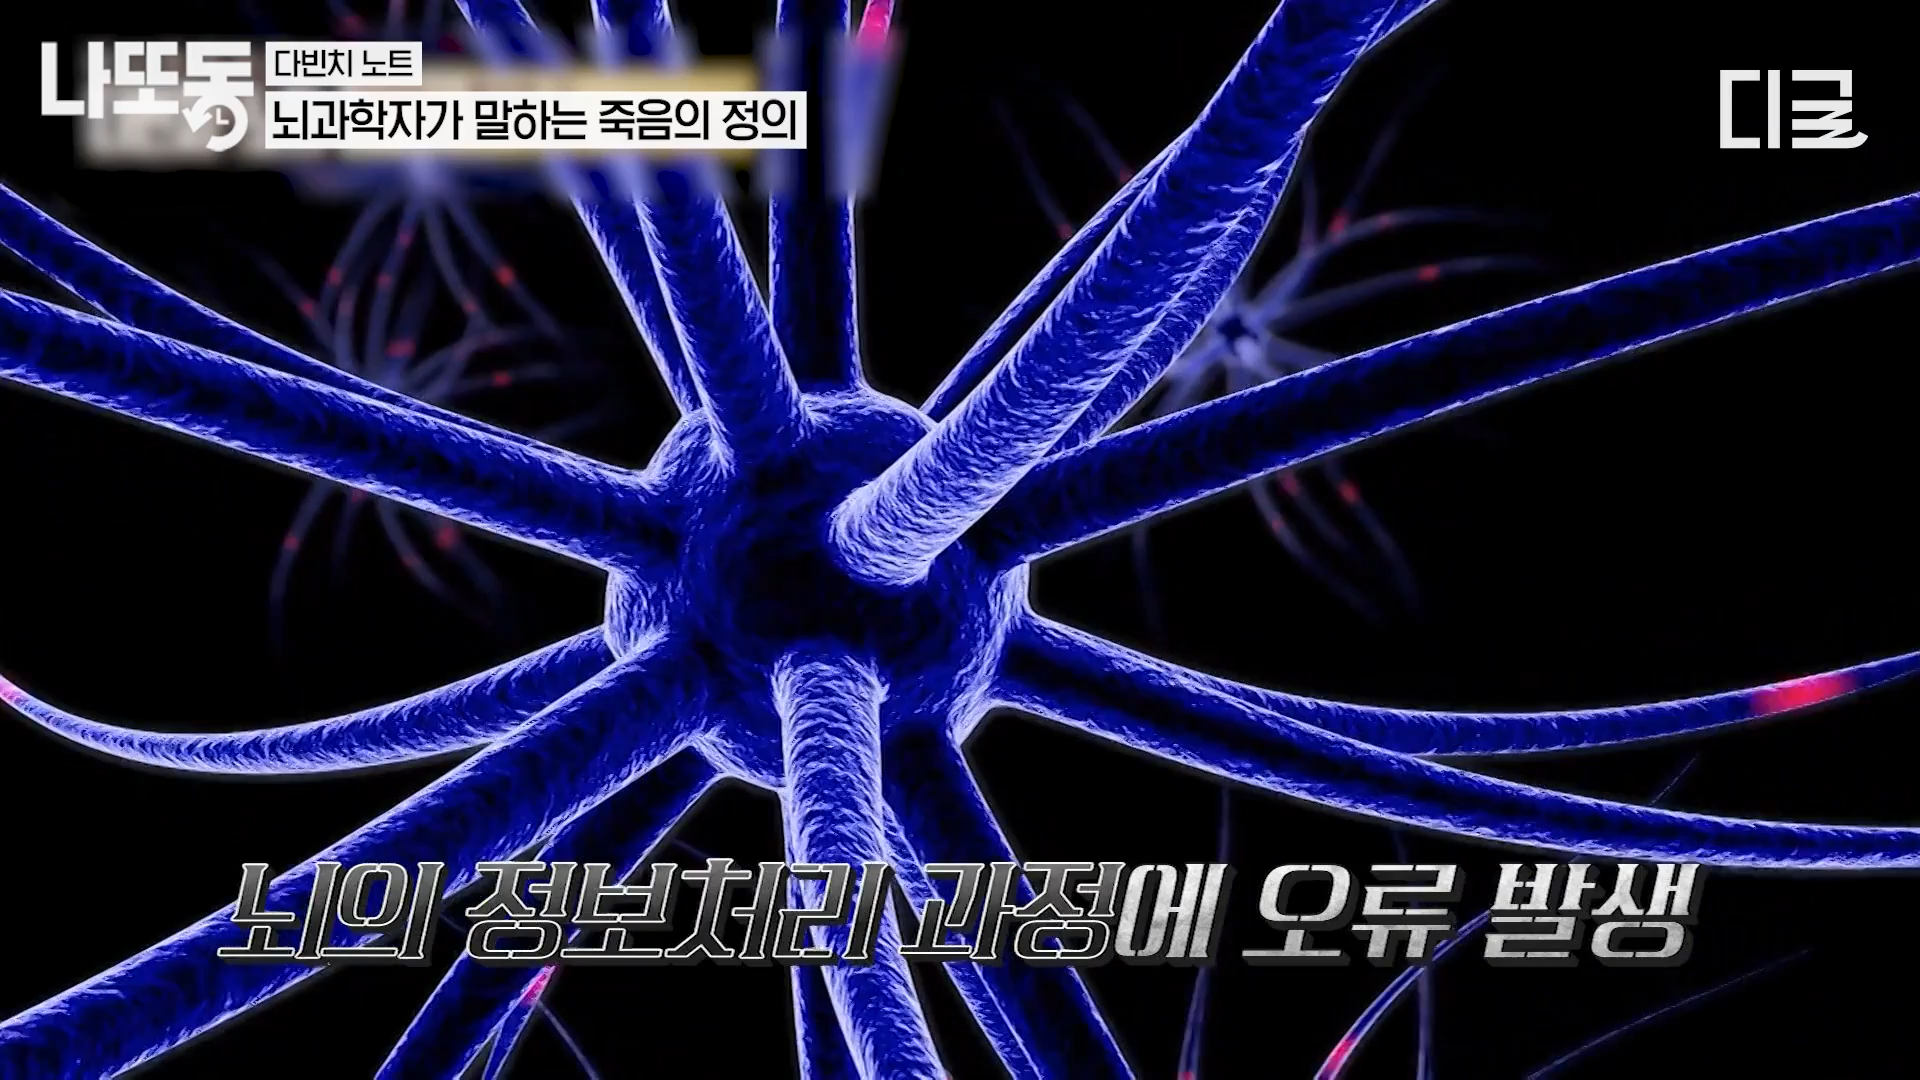 나또동
다빈치 노트
뇌과학자가 말하는 죽음의 정의
디글
뇌의 정보처리 과정에 오류 발생